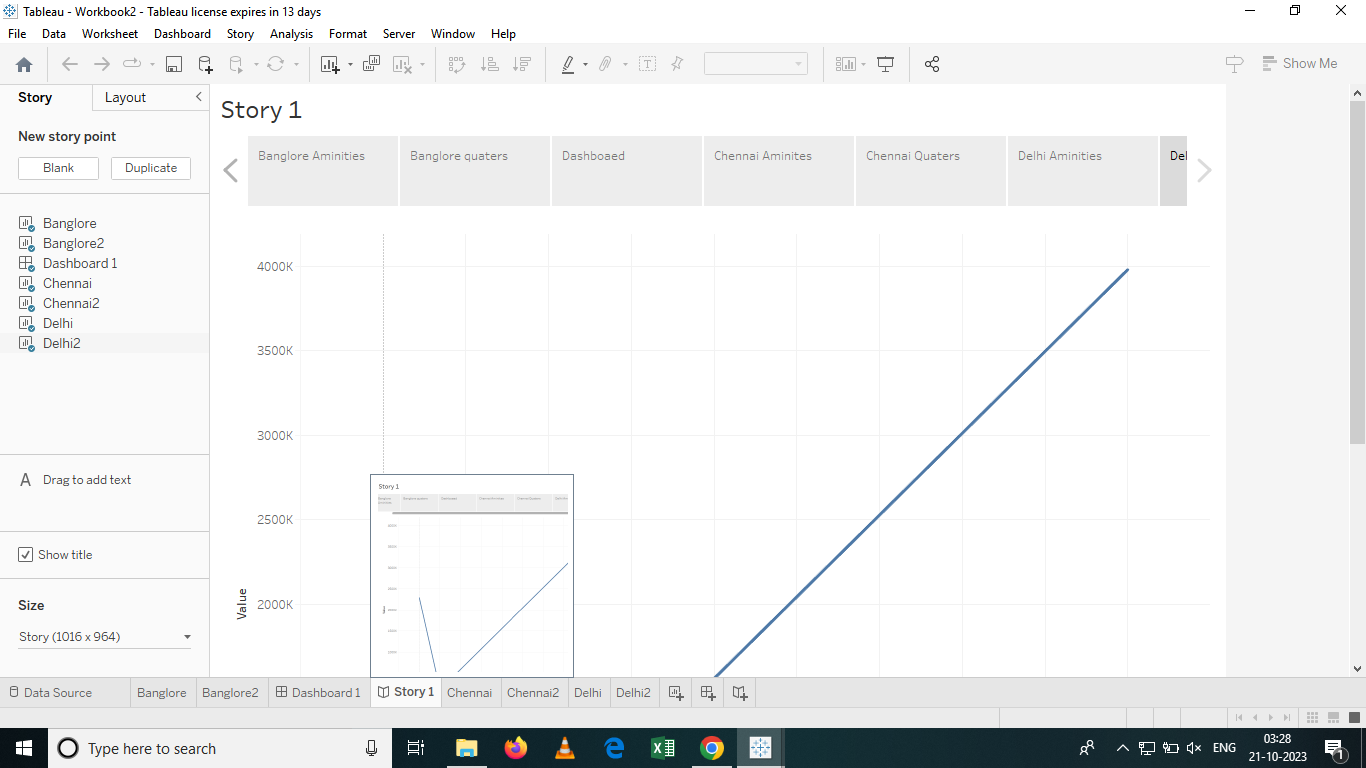 Tableau - Workbook2 - Tableau license expires in 13 days
File Data Worksheet Dashboard Story Analysis Format Server Window Help
Show Me
Story Layout
New story point
Blank Duplicate
Banglore
Banglore2
Dashboard 1
Chennai
Chennai2
Delhi
Delhi2
A Drag to add text
Show title
Size
Story (1016 x 964)
Story 1
Banglore Aminities Banglore quaters Dashboaed Chennai Aminites Chennai Quaters Delhi Aminities Del
4000K
3500K
3000K
2500K
2000K
Value
Story 1
Data Source Banglore Banglore2 Dashboard 1 Story 1 Chennai Chennai2 Delhi Delhi2
Type here to search
ENG
03:28
21-10-2023
1